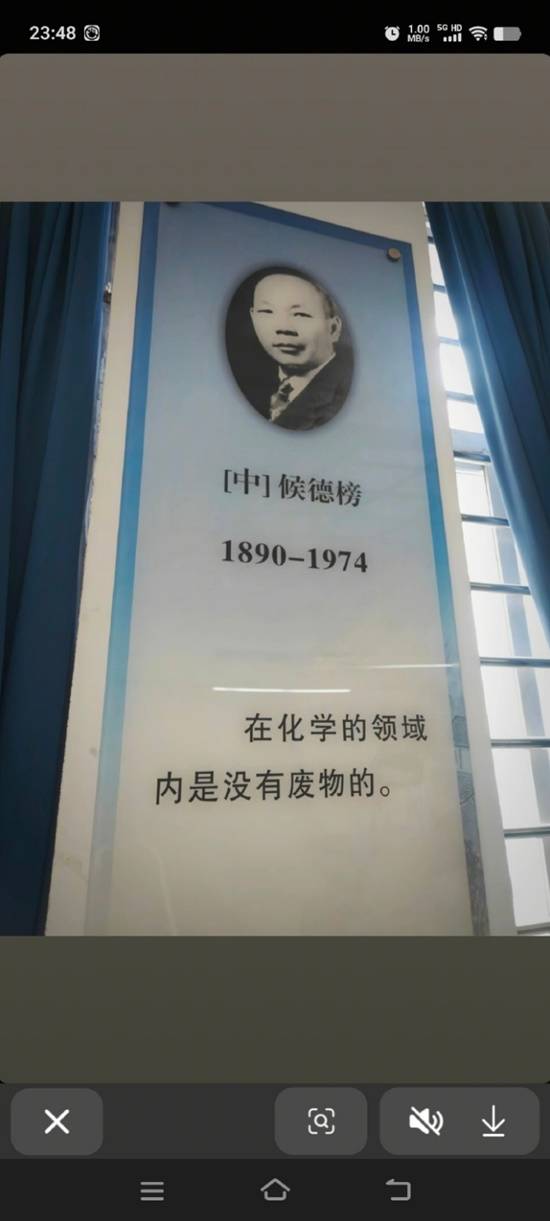 23:48
1.00
MB/s
5G HD
[中] 候德榜
1890-1974
在化学的领域
内是没有废物的。